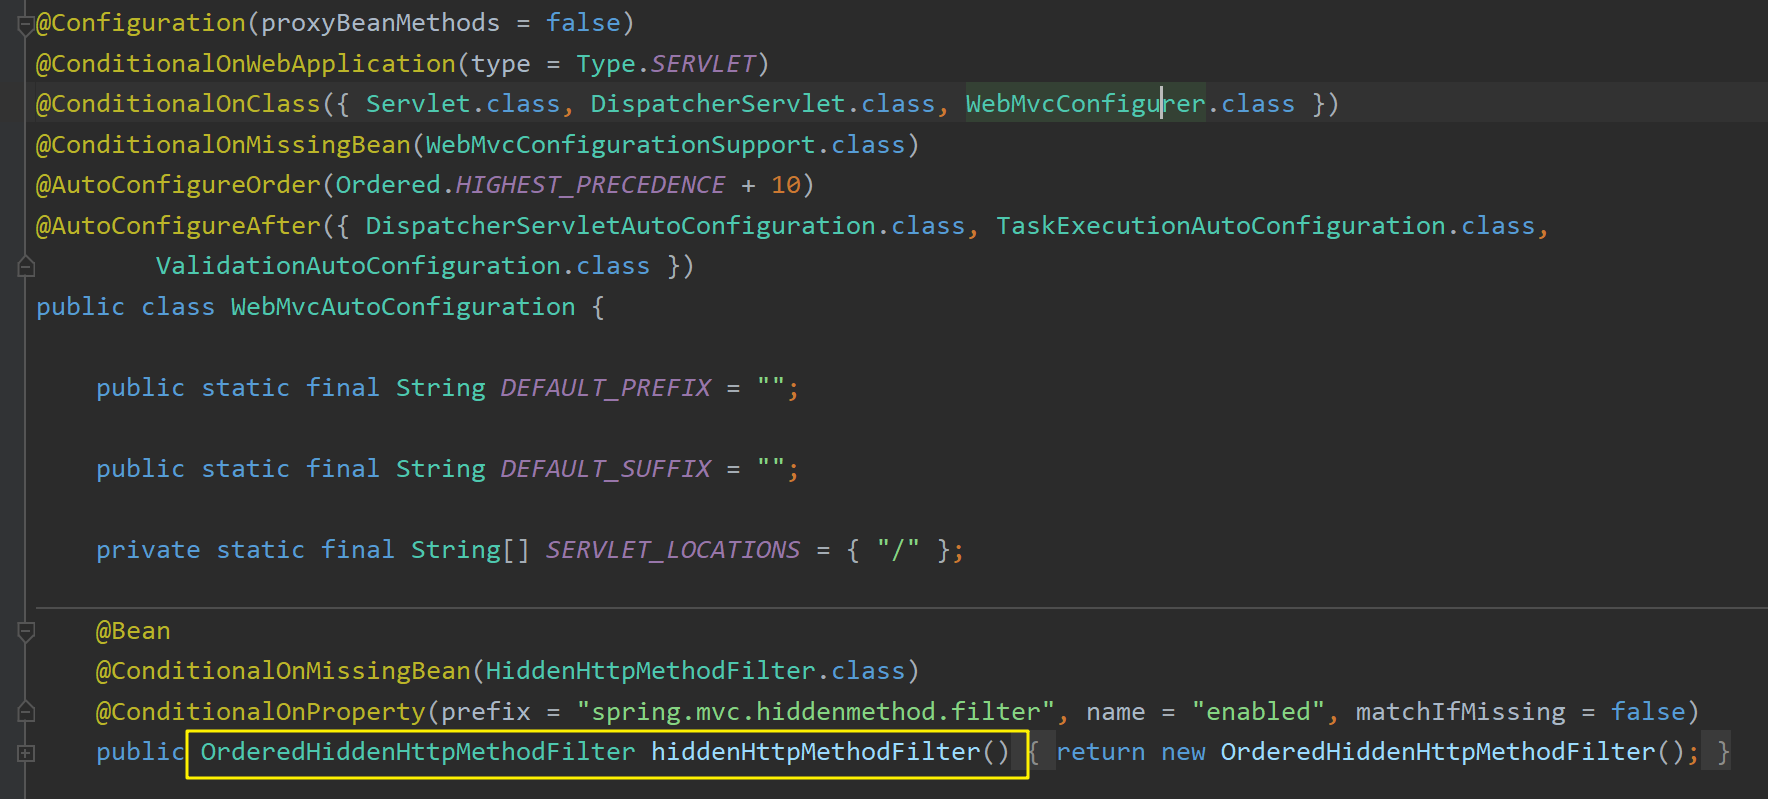 @Configuration(proxyBeanMethods = false)
@ConditionalOnWebApplication(type = Type.SERVLET)
@ConditionalOnClass({ Servlet.class, DispatcherServlet.class, WebMvcConfigurer.class })
@ConditionalOnMissingBean(WebMvcConfigurationSupport.class)
@AutoConfigureOrder(Ordered.HIGHEST_PRECEDENCE + 10)
@AutoConfigureAfter({ DispatcherServletAutoConfiguration.class, TaskExecutionAutoConfiguration.class,
        ValidationAutoConfiguration.class })
public class WebMvcAutoConfiguration {
    public static final String DEFAULT_PREFIX = "";
    public static final String DEFAULT_SUFFIX = "";
    private static final String[] SERVLET_LOCATIONS = { "/" };
    @Bean
    @ConditionalOnMissingBean(HiddenHttpMethodFilter.class)
    @ConditionalOnProperty(prefix = "spring.mvc.hiddenmethod.filter", name = "enabled", matchIfMissing = false)
    public OrderedHiddenHttpMethodFilter hiddenHttpMethodFilter() { return new OrderedHiddenHttpMethodFilter(); }